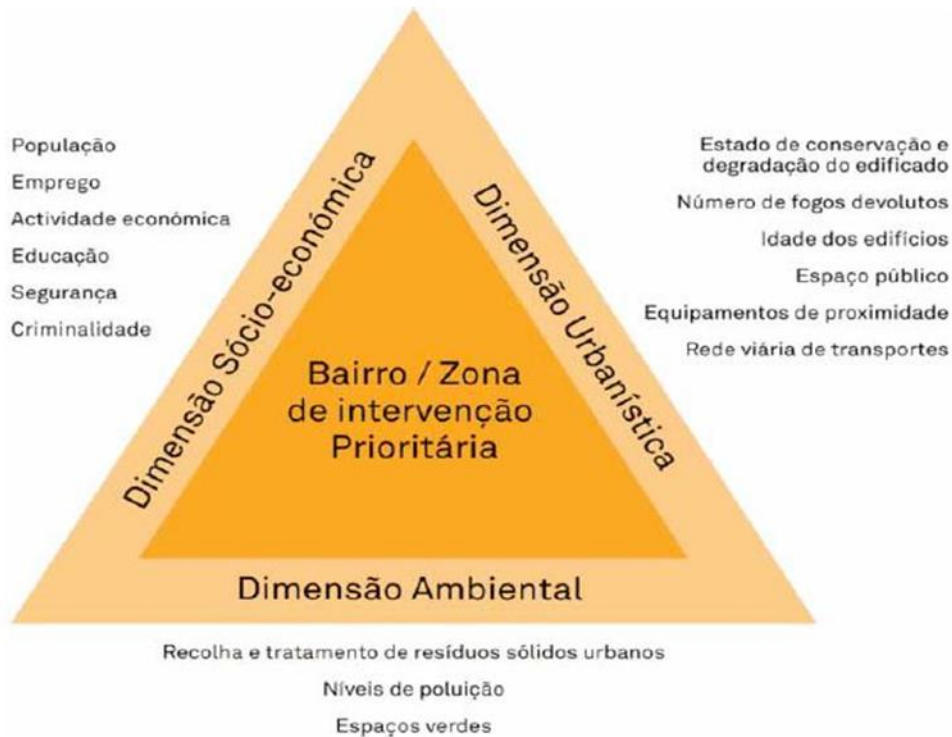 População
Emprego
Actividade económica
Educação
Segurança
Criminalidade
Dimensão Sócio-económica
Bairro / Zona
de intervenção
Prioritária
Dimensão Urbanística
Estado de conservação e
degradação do edificado
Número de fogos devolutos
Idade dos edifícios
Espaço público
Equipamentos de proximidade
Rede viária de transportes
Dimensão Ambiental
Recolha e tratamento de resíduos sólidos urbanos
Níveis de poluição
Espaços verdes